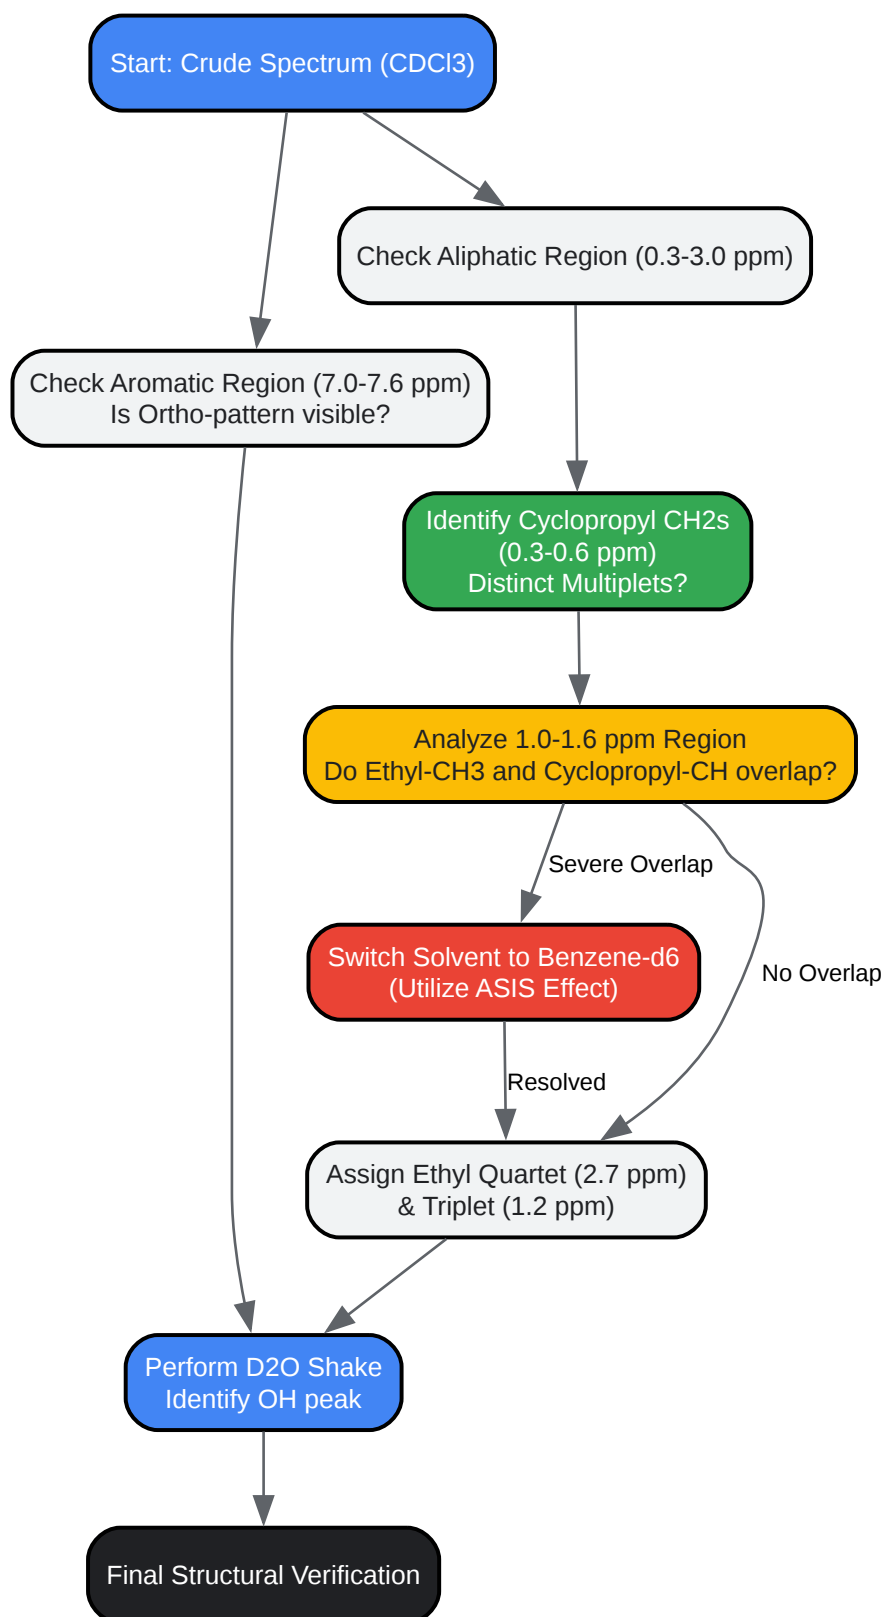 Start: Crude Spectrum (CDCl3)
Check Aliphatic Region (0.3-3.0 ppm)
Check Aromatic Region (7.0-7.6 ppm)
Is Ortho-pattern visible?
Identify Cyclopropyl CH2s
(0.3-0.6 ppm)
Distinct Multiplets?
Analyze 1.0-1.6 ppm Region
Do Ethyl-CH3 and Cyclopropyl-CH overlap?
Severe Overlap
Switch Solvent to Benzene-d6
(Utilize ASIS Effect)
No Overlap
Resolved
Assign Ethyl Quartet (2.7 ppm)
& Triplet (1.2 ppm)
Perform D2O Shake
Identify OH peak
Final Structural Verification